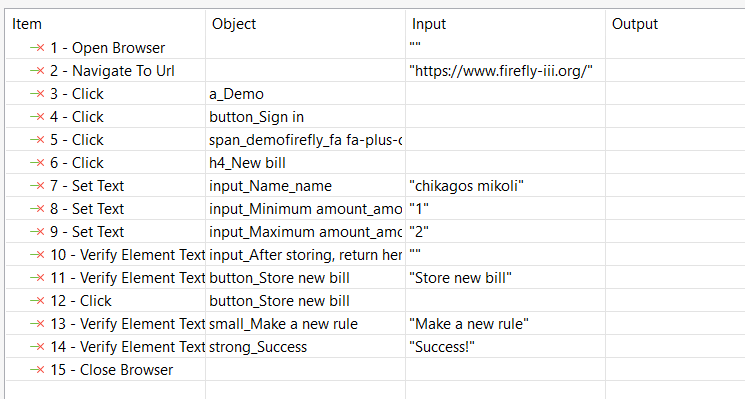 Item Object Input Output
1 - Open Browser ""
2 - Navigate To Url "https://www.firefly-iii.org/"
3 - Click a_Demo
4 - Click button_Sign in
5 - Click span_demofirefly_fa fa-plus-c
6 - Click h4_New bill
7 - Set Text input_Name_name "chikagos mikoli"
8 - Set Text input_Minimum amount_amo "1"
9 - Set Text input_Maximum amount_amo "2"
10 - Verify Element Text input_After storing, return her ""
11 - Verify Element Text button_Store new bill "Store new bill"
12 - Click button_Store new bill
13 - Verify Element Text small_Make a new rule "Make a new rule"
14 - Verify Element Text strong_Success "Success!"
15 - Close Browser